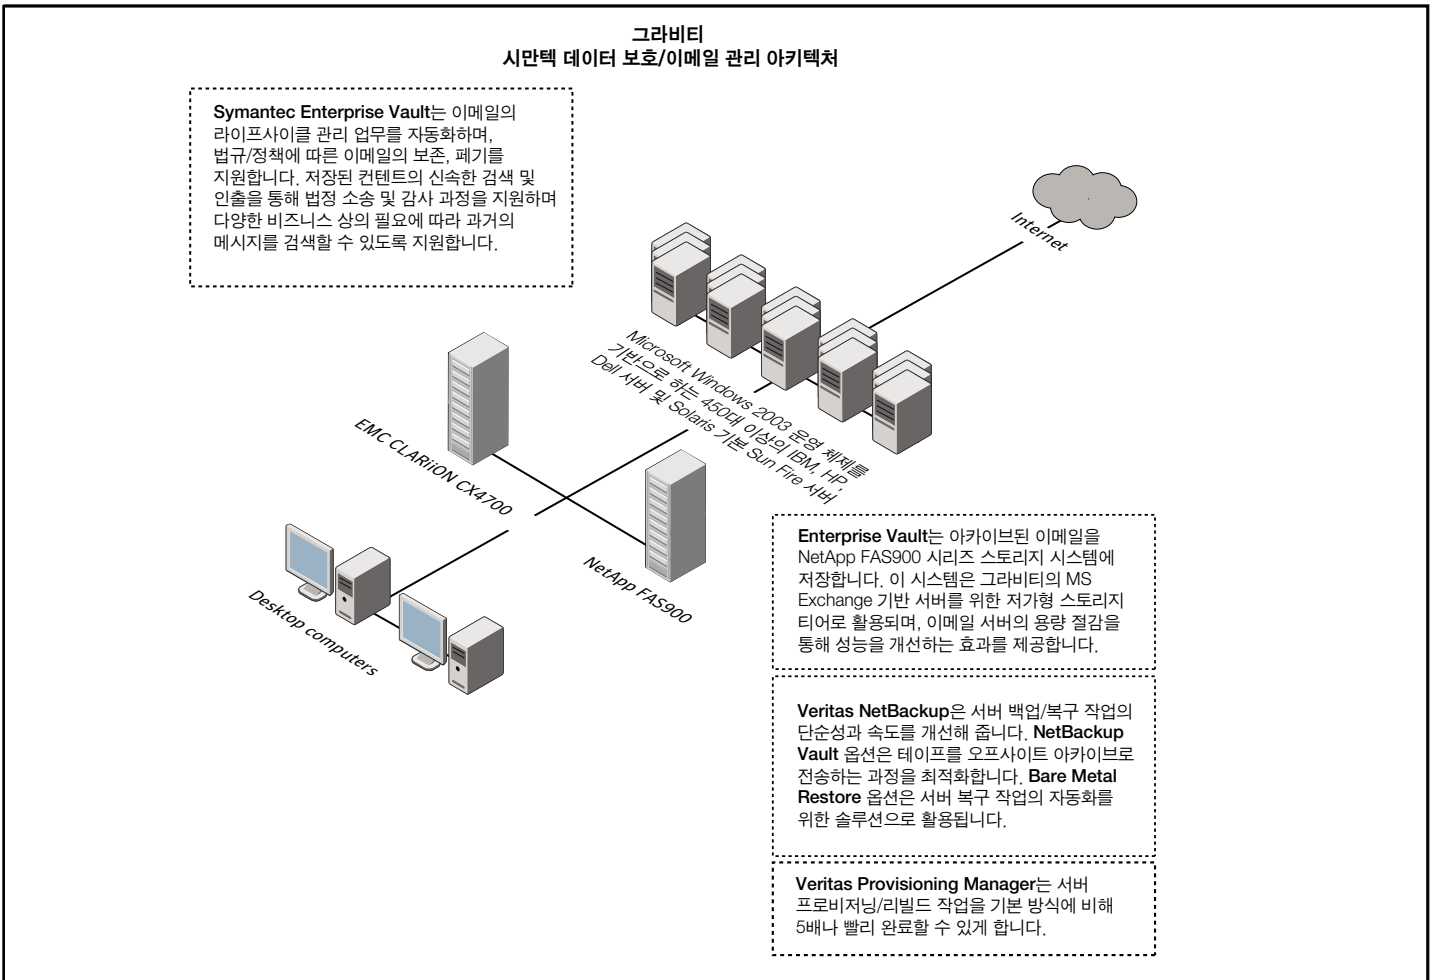 그라비티
시만텍 데이터 보호/이메일 관리 아키텍처
Symantec Enterprise Vault는 이메일의
라이프사이클 관리 업무를 자동화하며,
법규/정책에 따른 이메일의 보존, 페기를
지원합니다. 저장된 컨텐트의 신속한 검색 및
인출을 통해 법정 소송 및 감사 과정을 지원하며
다양한 비즈니스 상의 필요에 따라 과거의
메시지를 검색할 수 있도록 지원합니다.
Internet
Microsoft Windows 2003 운영 체제를
기반으로 하는 450대 이상의 IBM, HP,
Dell 서버 및 Solaris 기본 Sun Fire 서버
EMC CLARiiON CX4700
NetApp FAS900
Desktop computers
Enterprise Vault는 아카이브된 이메일을
NetApp FAS900 시리즈 스토리지 시스템에
저장합니다. 이 시스템은 그라비티의 MS
Exchange 기반 서버를 위한 저가형 스토리지
티어로 활용되며, 이메일 서버의 용량 절감을
통해 성능을 개선하는 효과를 제공합니다.
Veritas NetBackup은 서버 백업/복구 작업의
단순성과 속도를 개선해 줍니다. NetBackup
Vault 옵션은 테이프를 오프사이트 아카이브로
전송하는 과정을 최적화합니다. Bare Metal
Restore 옵션은 서버 복구 작업의 자동화를
위한 솔루션으로 활용됩니다.
Veritas Provisioning Manager는 서버
프로비저닝/리빌드 작업을 기본 방식에 비해
5배나 빨리 완료할 수 있게 합니다.